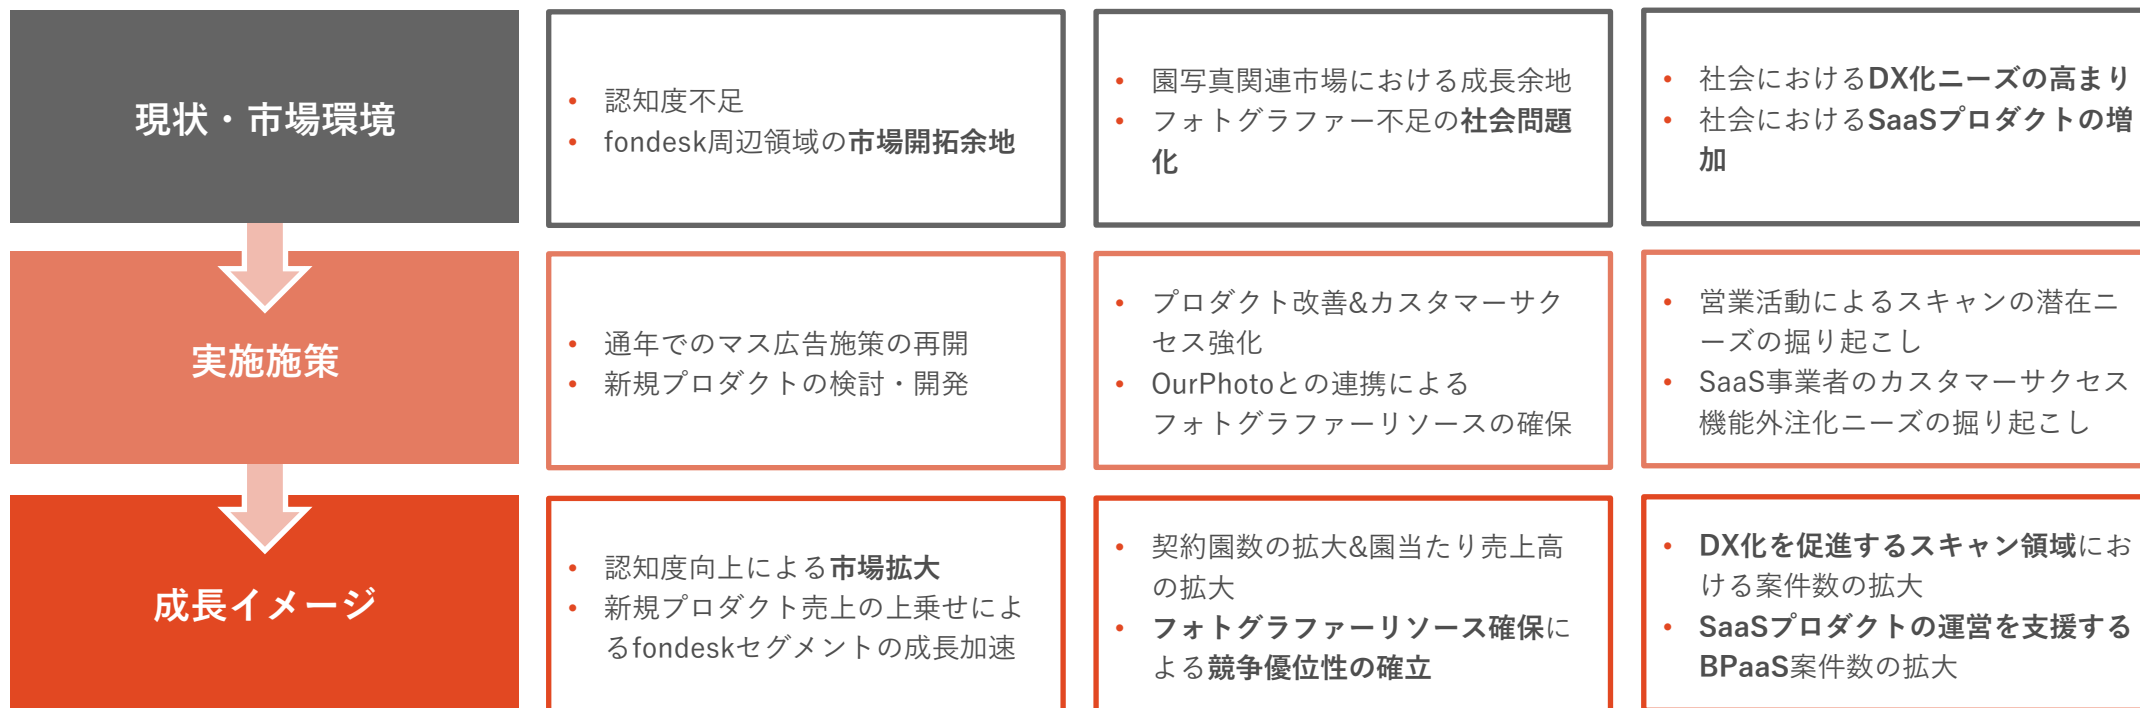 現状・市場環境
• 認知度不足
• fondesk周辺領域の市場開拓余地
• 園写真関連市場における成長余地
• フォトグラファー不足の社会問題
化
• 社会におけるDX化ニーズの高まり
• 社会におけるSaaSプロダクトの増
加
実施施策
• 通年でのマス広告施策の再開
• 新規プロダクトの検討・開発
• プロダクト改善&カスタマーサク
セス強化
• OurPhotoとの連携による
フォトグラファーリソースの確保
• 営業活動によるスキャンの潜在ニ
ーズの掘り起こし
• SaaS事業者のカスタマーサクセス
機能外注化ニーズの掘り起こし
成長イメージ
• 認知度向上による市場拡大
• 新規プロダクト売上の上乗せによ
るfondeskセグメントの成長加速
• 契約園数の拡大&園当たり売上高
の拡大
• フォトグラファーリソース確保に
よる競争優位性の確立
• DX化を促進するスキャン領域にお
ける案件数の拡大
• SaaSプロダクトの運営を支援する
BPaaS案件数の拡大